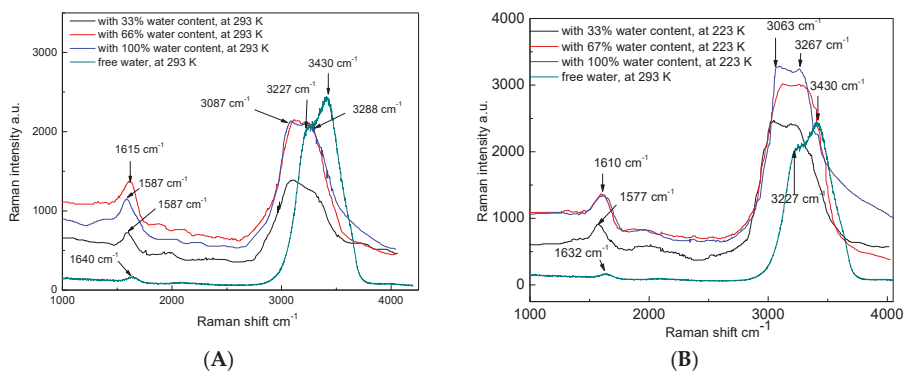 with 33% water content, at 293 K
with 66% water content, at 293 K
with 100% water content, at 293 K
free water, at 293 K
3430 cm⁻¹
3227 cm⁻¹
3087 cm⁻¹
3288 cm⁻¹
1615 cm⁻¹
1587 cm⁻¹
1587 cm⁻¹
1640 cm⁻¹
3000
2000
1000
0
Raman intensity a.u.
1000 2000 3000 4000
Raman shift cm⁻¹
(A)
with 33% water content, at 223 K
with 67% water content, at 223 K
with 100% water content, at 223 K
free water, at 293 K
3063 cm⁻¹
3267 cm⁻¹
3430 cm⁻¹
1610 cm⁻¹
1577 cm⁻¹
3227 cm⁻¹
1632 cm⁻¹
4000
3000
2000
1000
0
Raman intensity a.u.
1000 2000 3000 4000
Raman shift cm⁻¹
(B)